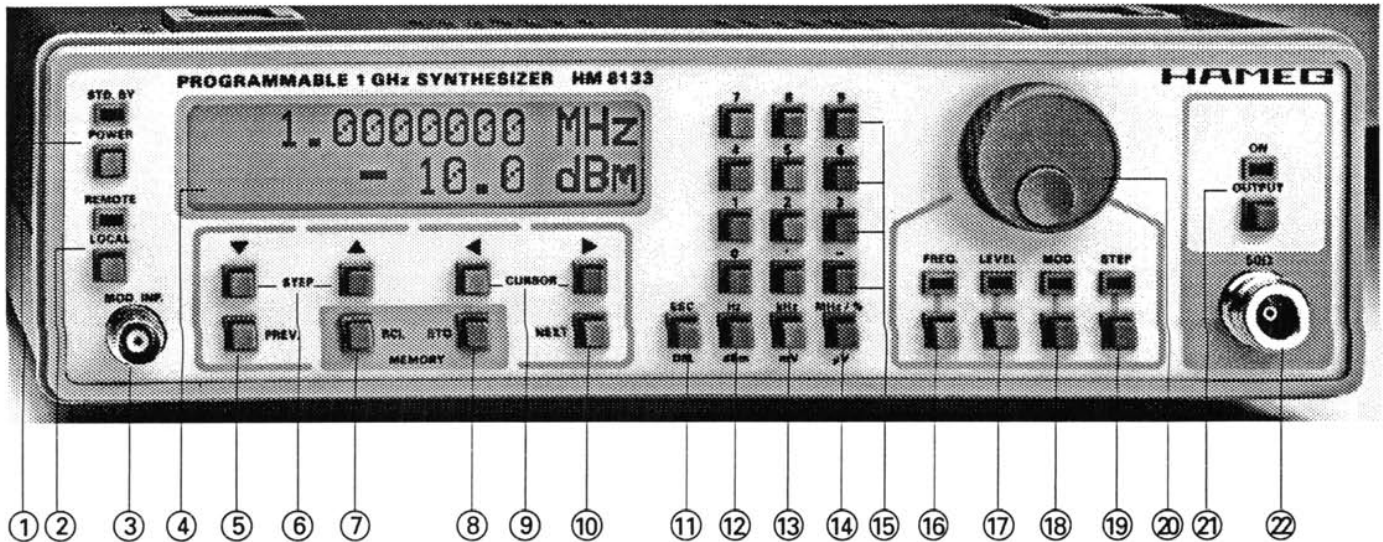 PROGRAMMABLE 1 GHz SYNTHESIZER HM 8133
HAMEG
STD. BY
POWER
REMOTE
LOCAL
MOD. INP.
1.0000000 MHz
- 10.0 dBm
▼ ▲ ◀ ▶
STEP CURSOR
PREV. RCL STO NEXT
MEMORY
7 8 9
4 5 6
1 2 3
0 . -
ESC Hz kHz MHz / %
DEL dBm mV µV
FREQ. LEVEL MOD. STEP
ON
OUTPUT
50Ω
1 2 3 4 5 6 7 8 9 10 11 12 13 14 15 16 17 18 19 20 21 22